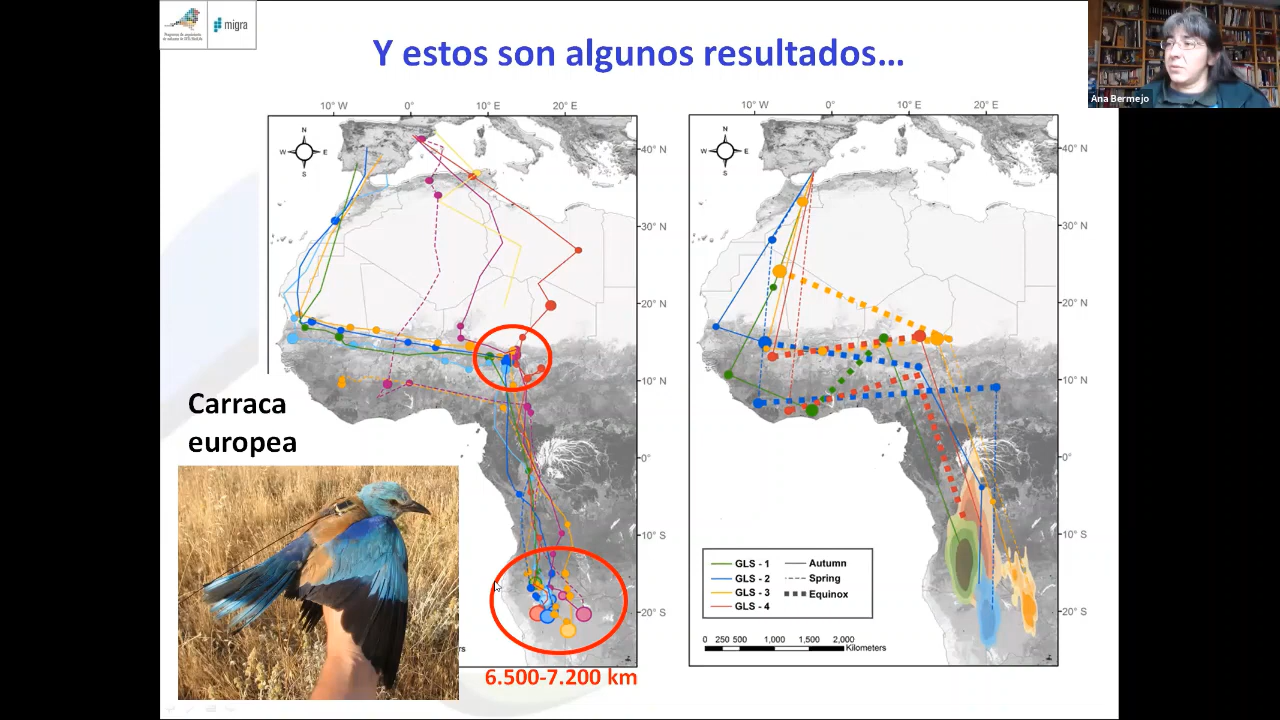 migra
Y estos son algunos resultados...
Ana Bermejo
10° W 0° 10° E 20° E
10° W 0° 10° E 20° E
N
W E
S
N
W E
S
40° N
30° N
20° N
10° N
0°
10° S
20° S
40° N
30° N
20° N
10° N
0°
10° S
20° S
Carraca
europea
GLS - 1 Autumn
GLS - 2 Spring
GLS - 3 Equinox
GLS - 4
0 250 500 1,000 1,500 2,000
Kilometers
6.500-7.200 km